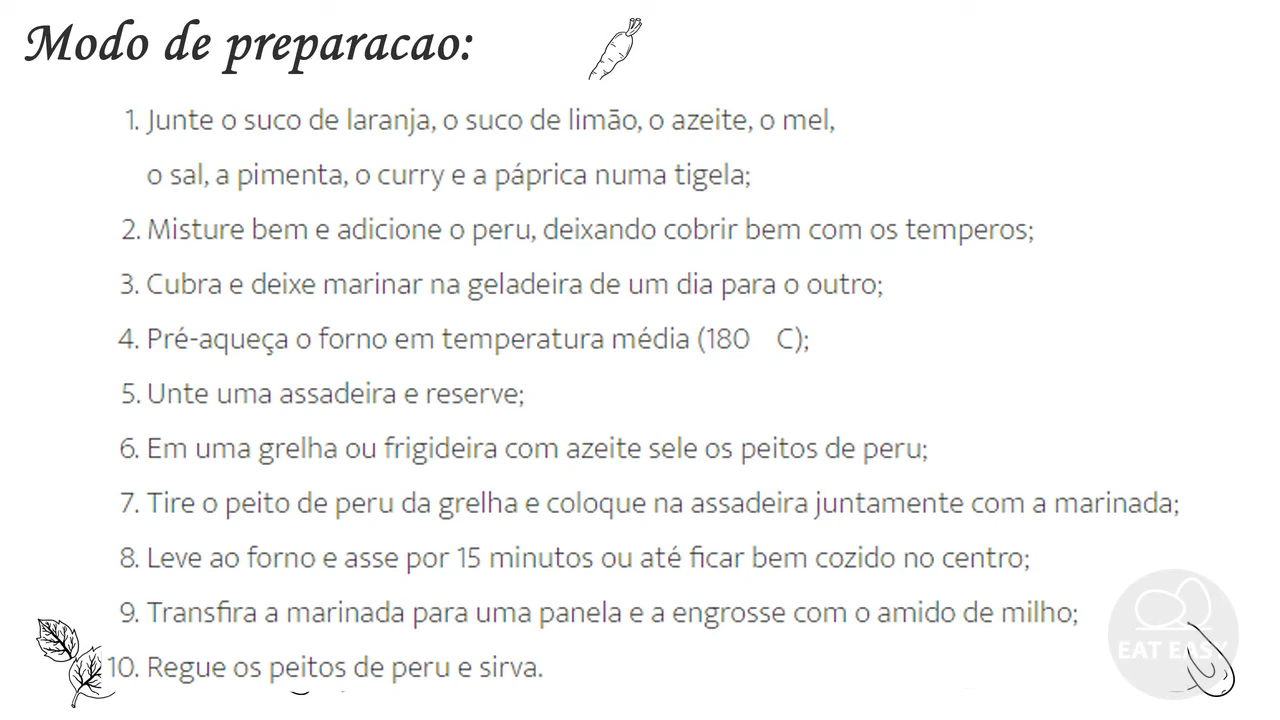 Modo de preparacao:
1. Junte o suco de laranja, o suco de limão, o azeite, o mel,
o sal, a pimenta, o curry e a páprica numa tigela;
2. Misture bem e adicione o peru, deixando cobrir bem com os temperos;
3. Cubra e deixe marinar na geladeira de um dia para o outro;
4. Pré-aqueça o forno em temperatura média (180 C);
5. Unte uma assadeira e reserve;
6. Em uma grelha ou frigideira com azeite sele os peitos de peru;
7. Tire o peito de peru da grelha e coloque na assadeira juntamente com a marinada;
8. Leve ao forno e asse por 15 minutos ou até ficar bem cozido no centro;
9. Transfira a marinada para uma panela e a engrosse com o amido de milho;
10. Regue os peitos de peru e sirva.
EAT EASY